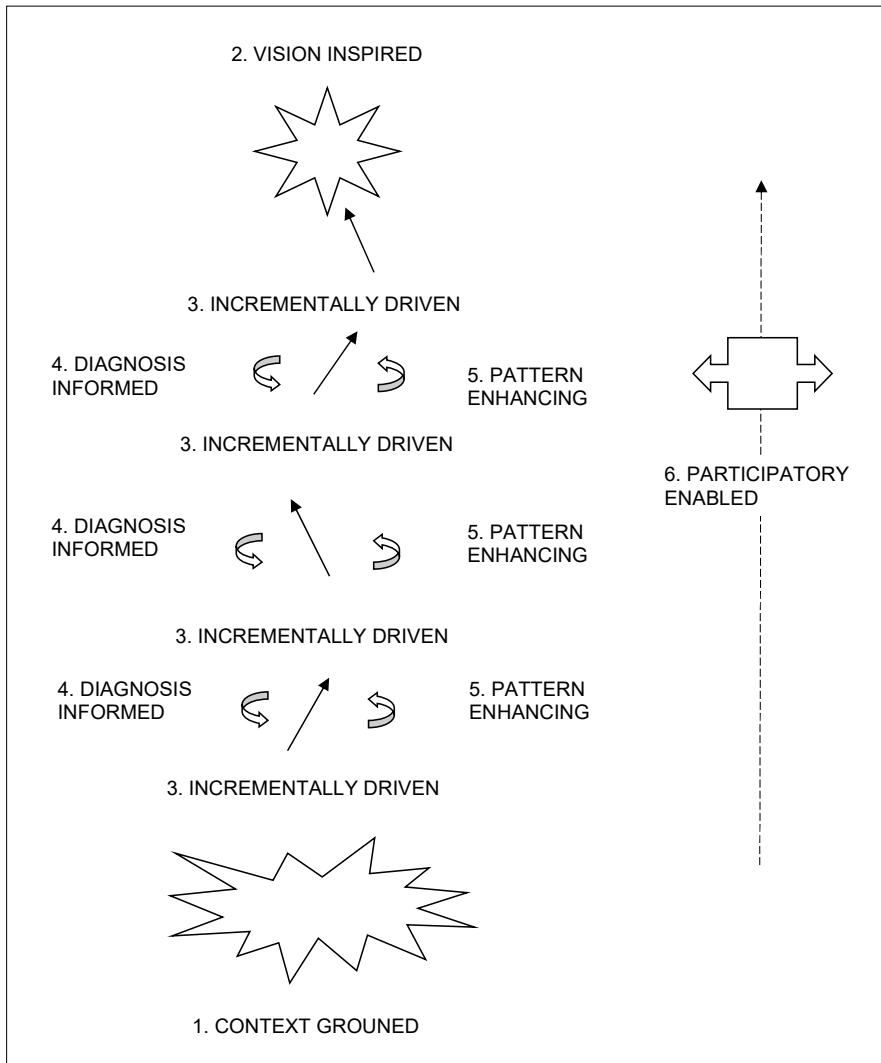 2. VISION INSPIRED
3. INCREMENTALLY DRIVEN
4. DIAGNOSIS
INFORMED
5. PATTERN
ENHANCING
3. INCREMENTALLY DRIVEN
6. PARTICIPATORY
ENABLED
4. DIAGNOSIS
INFORMED
5. PATTERN
ENHANCING
3. INCREMENTALLY DRIVEN
4. DIAGNOSIS
INFORMED
5. PATTERN
ENHANCING
3. INCREMENTALLY DRIVEN
1. CONTEXT GROUNED